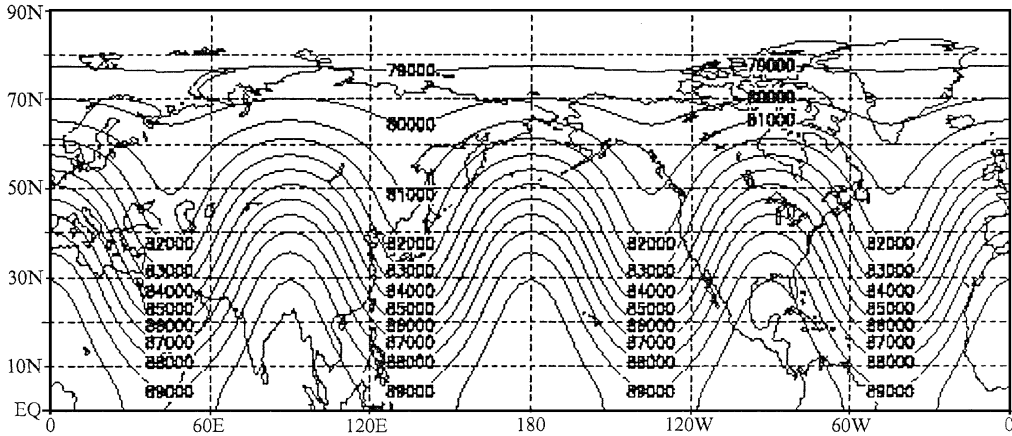 90N
79000 79000
70N 80000
80000 81000
50N 81000
82000 82000 82000 82000
30N 83000 83000 83000 83000
84000 84000 84000 84000
85000 85000 85000 85000
86000 86000 86000 86000
87000 87000 87000 87000
10N 88000 88000 88000 88000
89000 89000 89000 89000
EQ
0 60E 120E 180 120W 60W 0